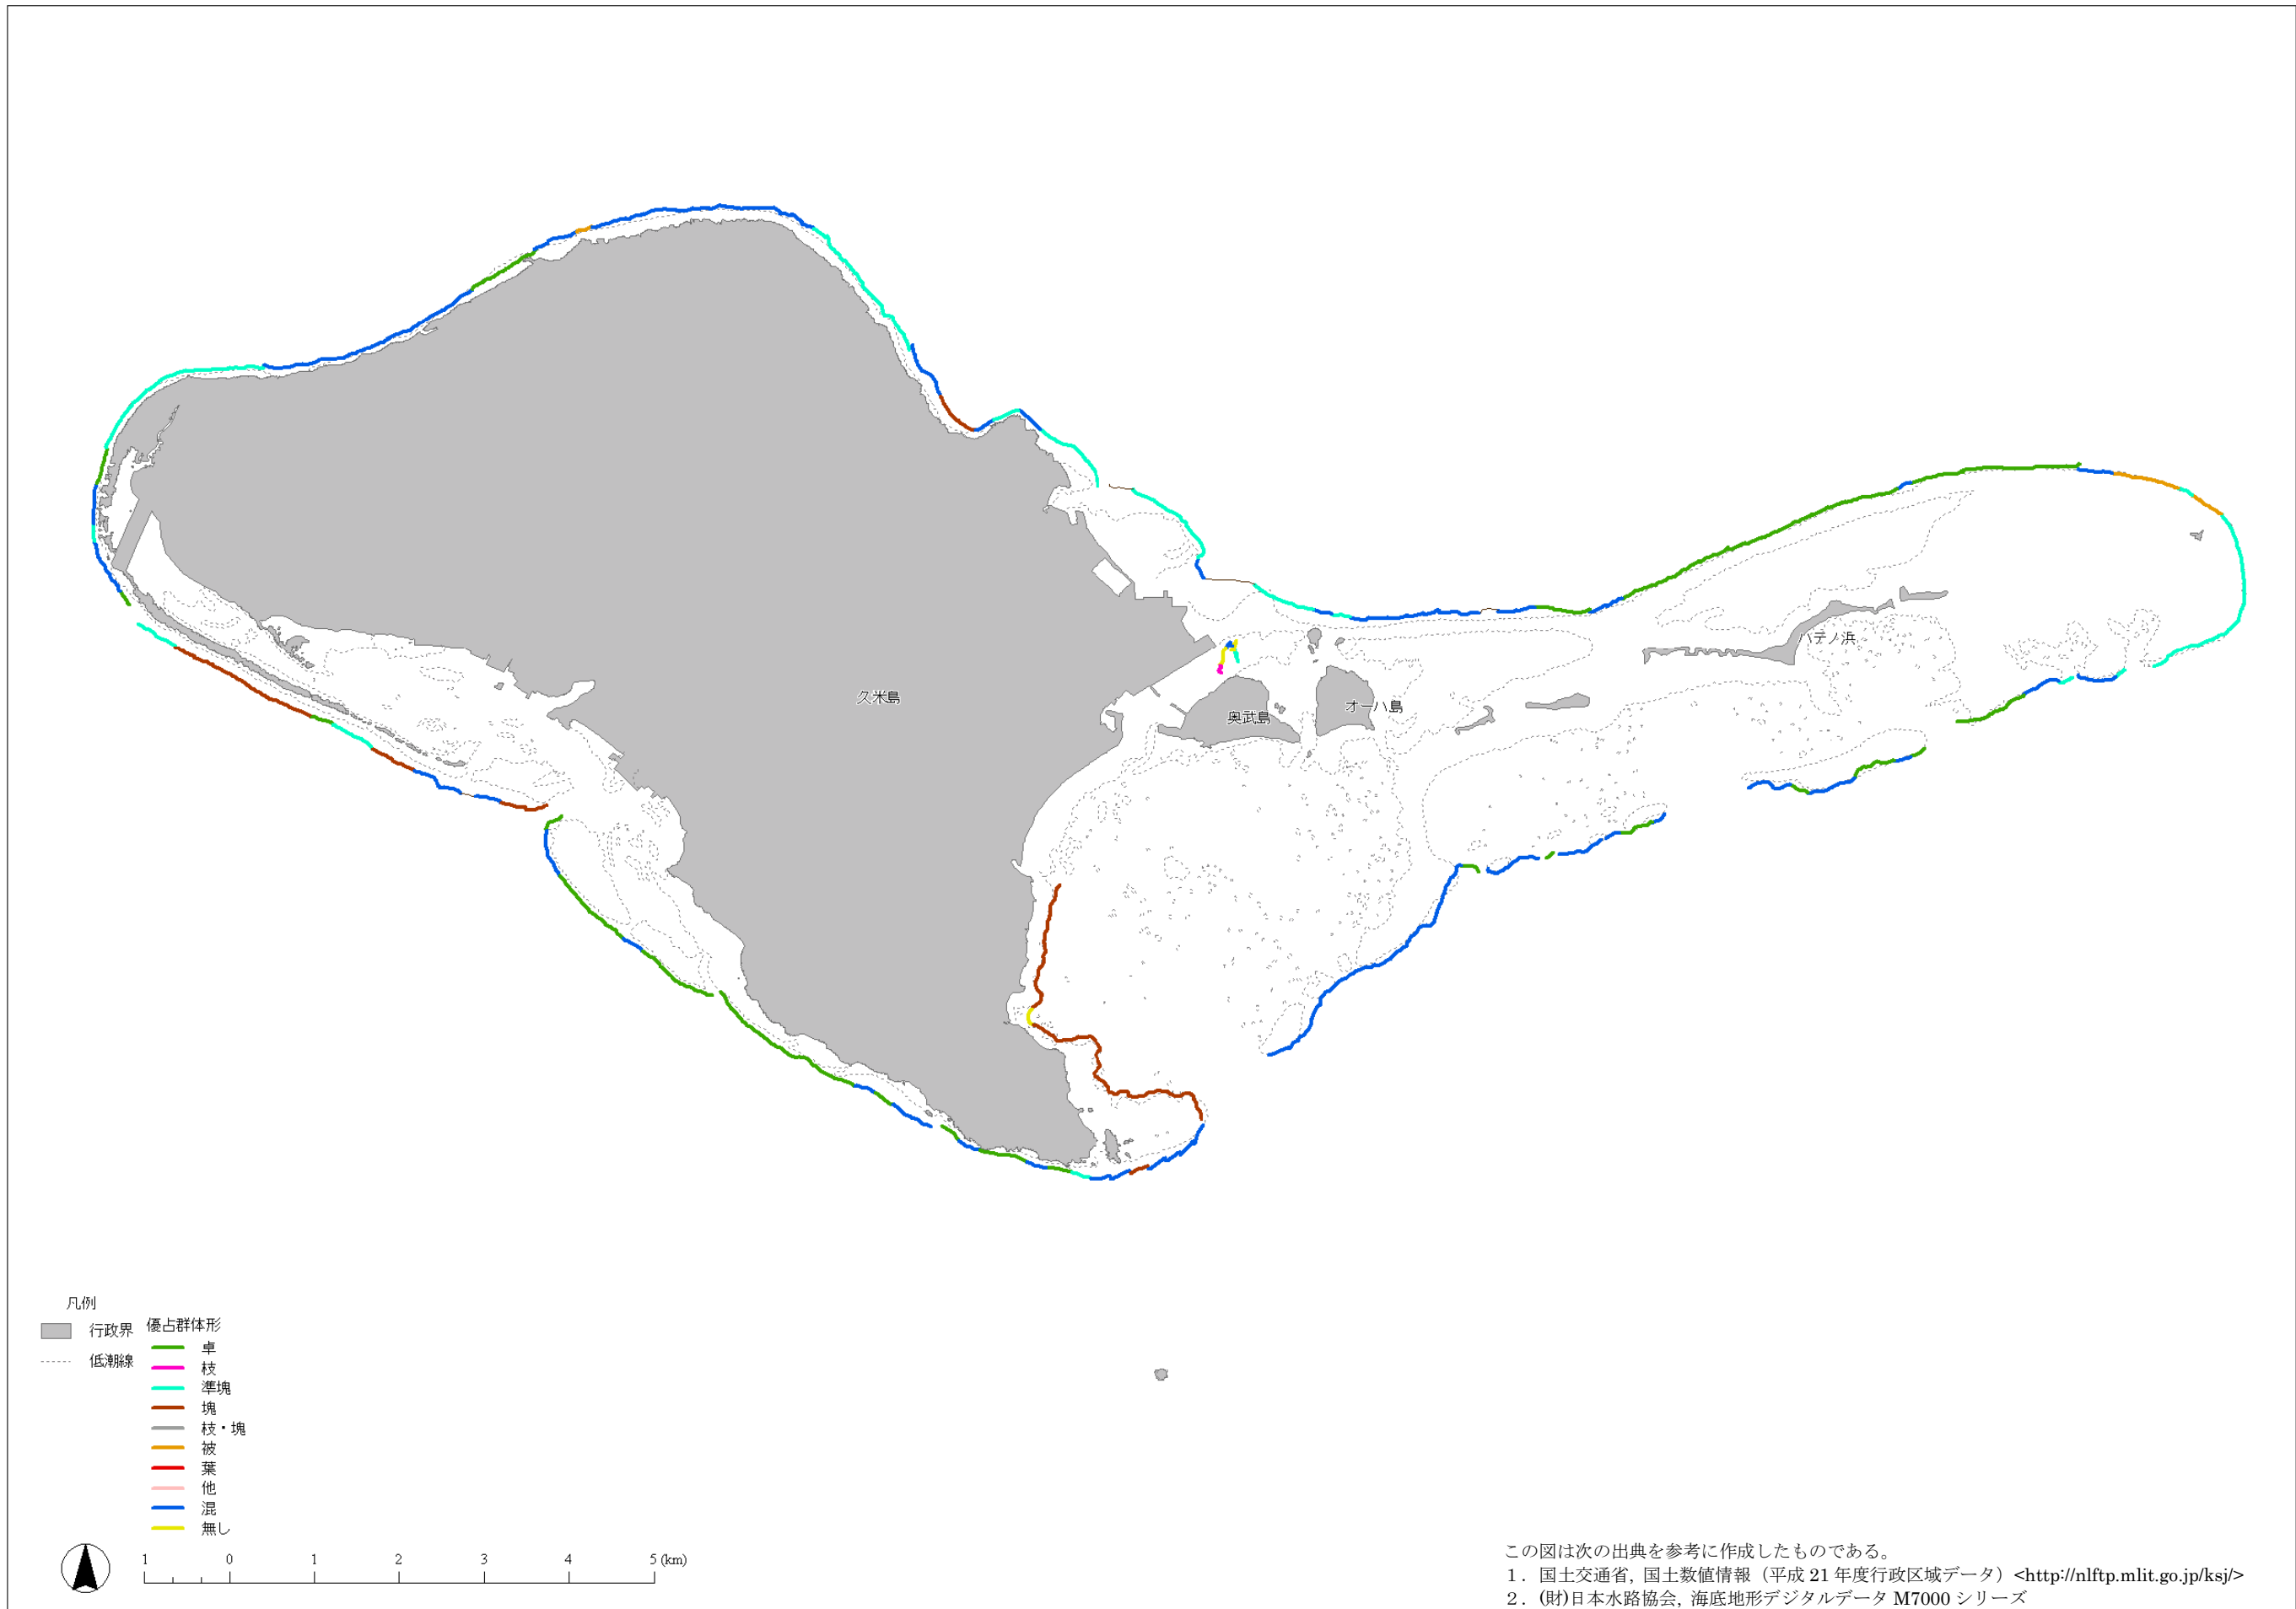 久米島
奥武島
オーハ島
ハテノ浜
凡例
行政界
低潮線
優占群体形
卓
枝
準塊
塊
枝・塊
被
葉
他
混
無し
1 0 1 2 3 4 5 (km)
この図は次の出典を参考に作成したものである。
1. 国土交通省, 国土数値情報（平成 21 年度行政区域データ）<http://nlftp.mlit.go.jp/ksj/>
2. (財)日本水路協会, 海底地形デジタルデータ M7000 シリーズ